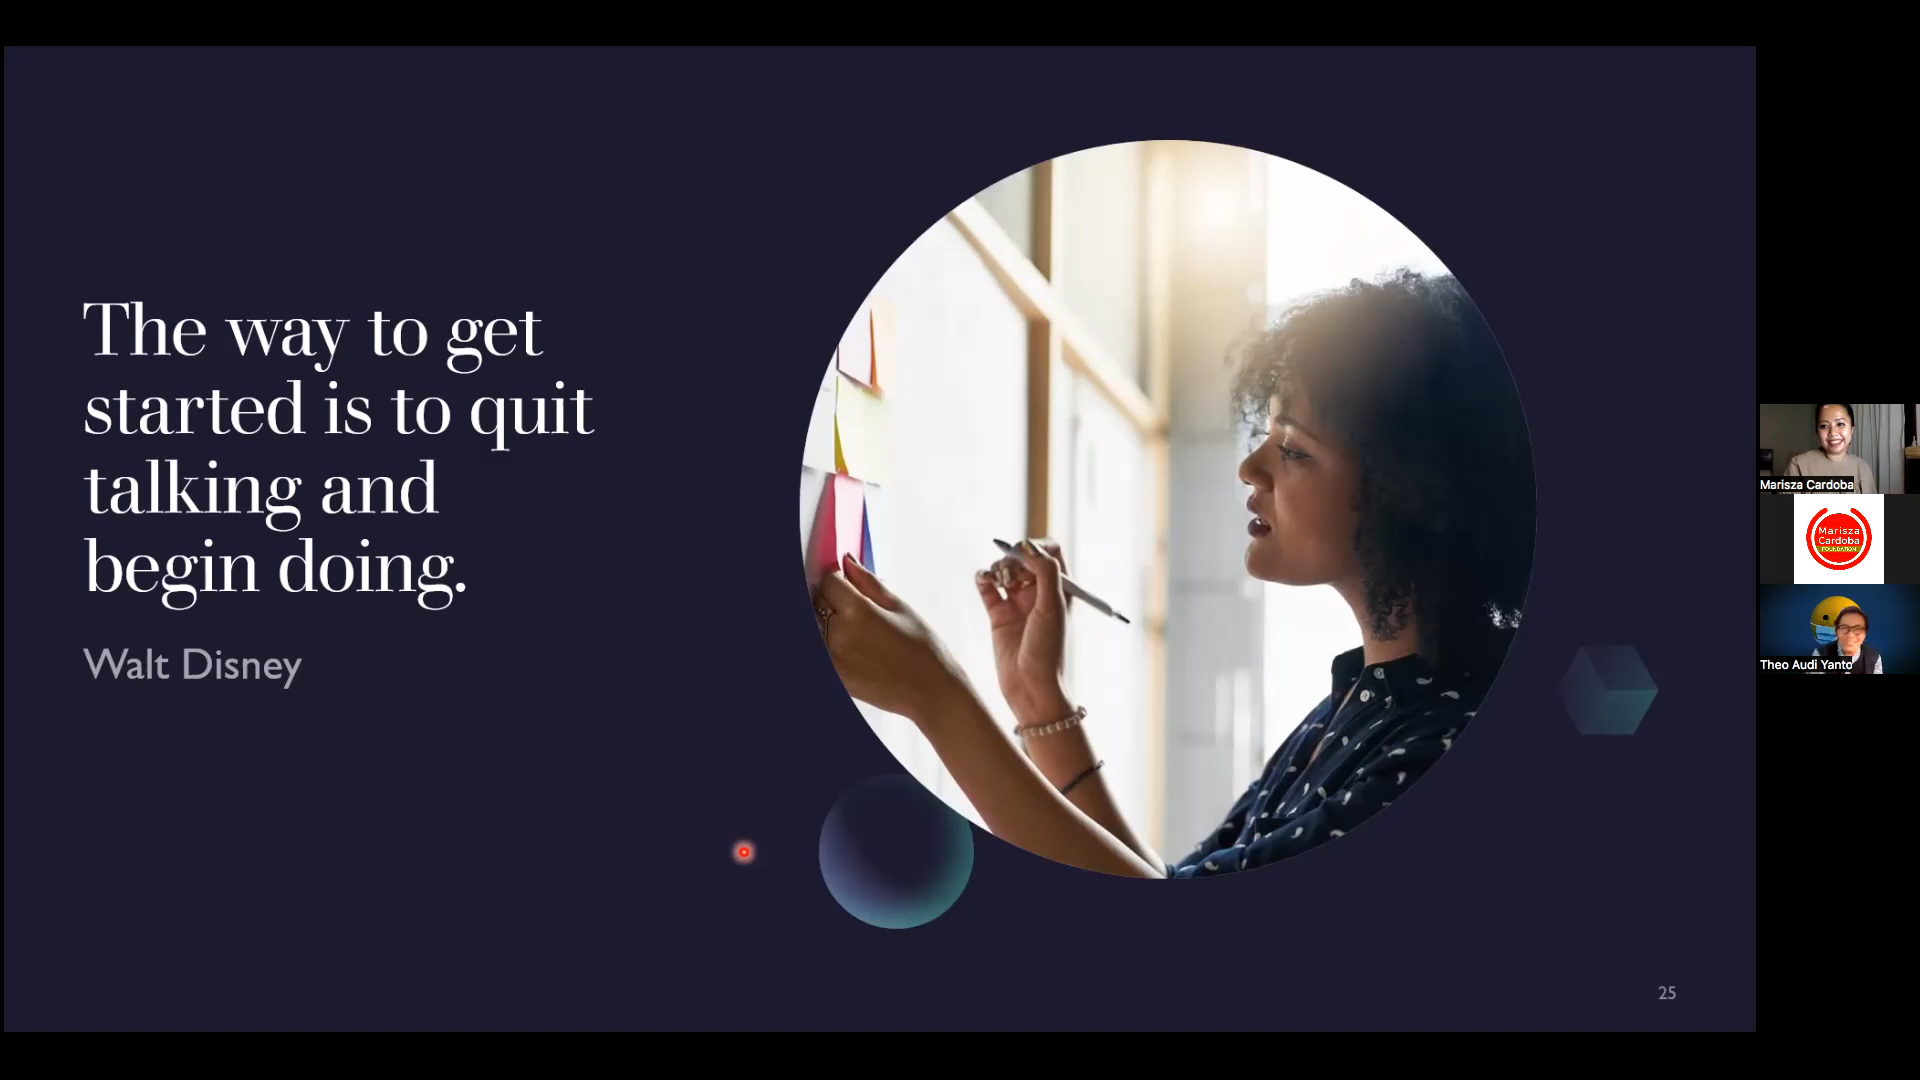 The way to get
started is to quit
talking and
begin doing.
Walt Disney
25
Marisza Cardoba
Marisza
Cardoba
FOUNDATION
Theo Audi Yanto